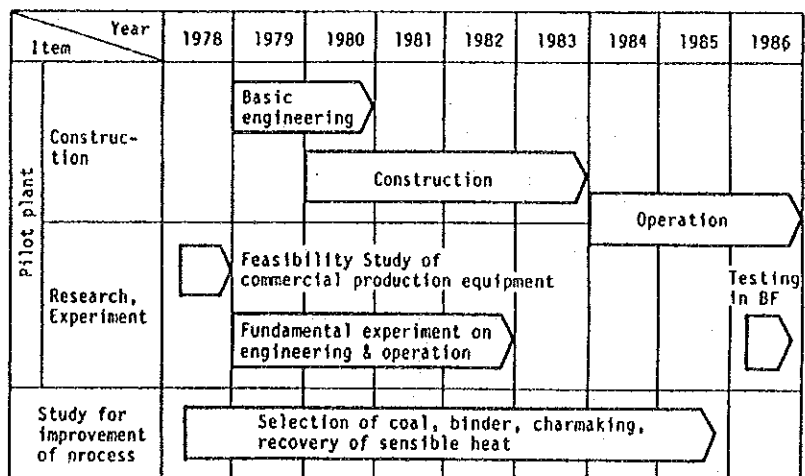 Year
Item
1978 1979 1980 1981 1982 1983 1984 1985 1986
Pilot plant
Construc-
tion
Basic
engineering
Construction
Operation
Research,
Experiment
Feasibility Study of
commercial production equipment
Testing
in BF
Fundamental experiment on
engineering & operation
Study for
improvement
of process
Selection of coal, binder, charmaking,
recovery of sensible heat